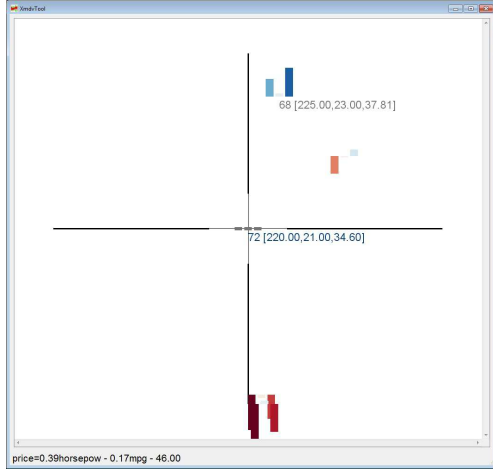 XmdvTool
68 [225.00,23.00,37.81]
72 [220.00,21.00,34.60]
price=0.39horsepow - 0.17mpg - 46.00